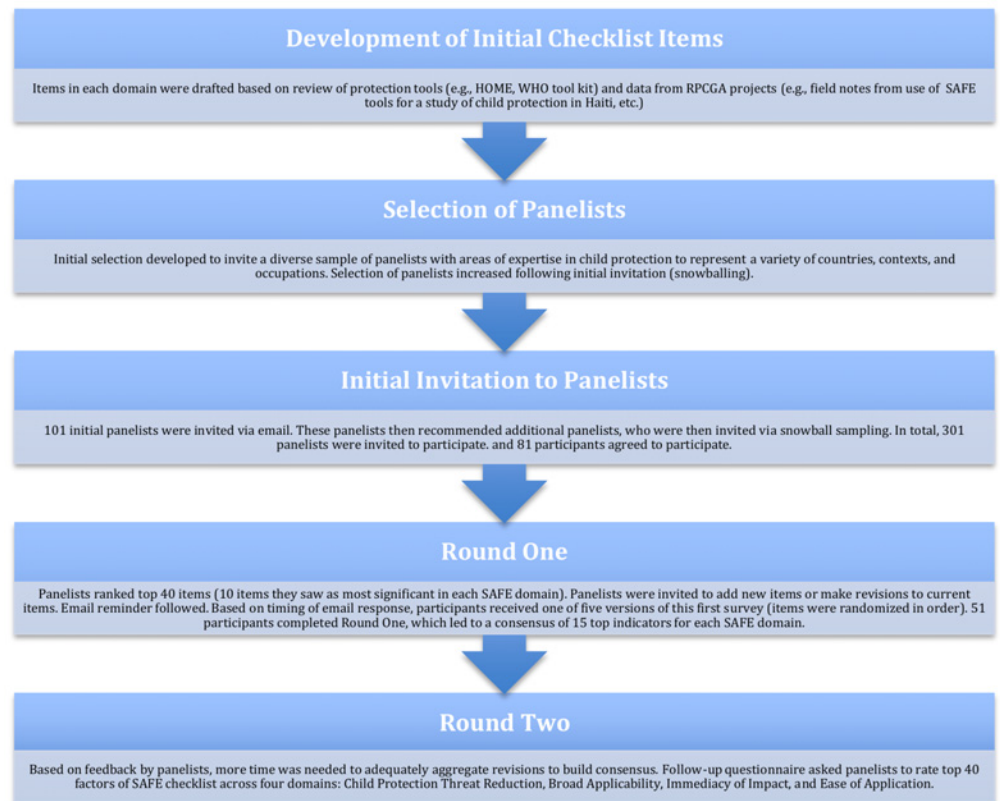 Development of Initial Checklist Items
Items in each domain were drafted based on review of protection tools (e.g., HOME, WHO tool kit) and data from RPCGA projects (e.g., field notes from use of SAFE
tools for a study of child protection in Haiti, etc.)
Selection of Panelists
Initial selection developed to invite a diverse sample of panelists with areas of expertise in child protection to represent a variety of countries, contexts, and
occupations. Selection of panelists increased following initial invitation (snowballing).
Initial Invitation to Panelists
101 initial panelists were invited via email. These panelists then recommended additional panelists, who were then invited via snowball sampling. In total, 301
panelists were invited to participate. and 81 participants agreed to participate.
Round One
Panelists ranked top 40 items (10 items they saw as most significant in each SAFE domain). Panelists were invited to add new items or make revisions to current
items. Email reminder followed. Based on timing of email response, participants received one of five versions of this first survey (items were randomized in order). 51
participants completed Round One, which led to a consensus of 15 top indicators for each SAFE domain.
Round Two
Based on feedback by panelists, more time was needed to adequately aggregate revisions to build consensus. Follow-up questionnaire asked panelists to rate top 40
factors of SAFE checklist across four domains: Child Protection Threat Reduction, Broad Applicability, Immediacy of Impact, and Ease of Application.